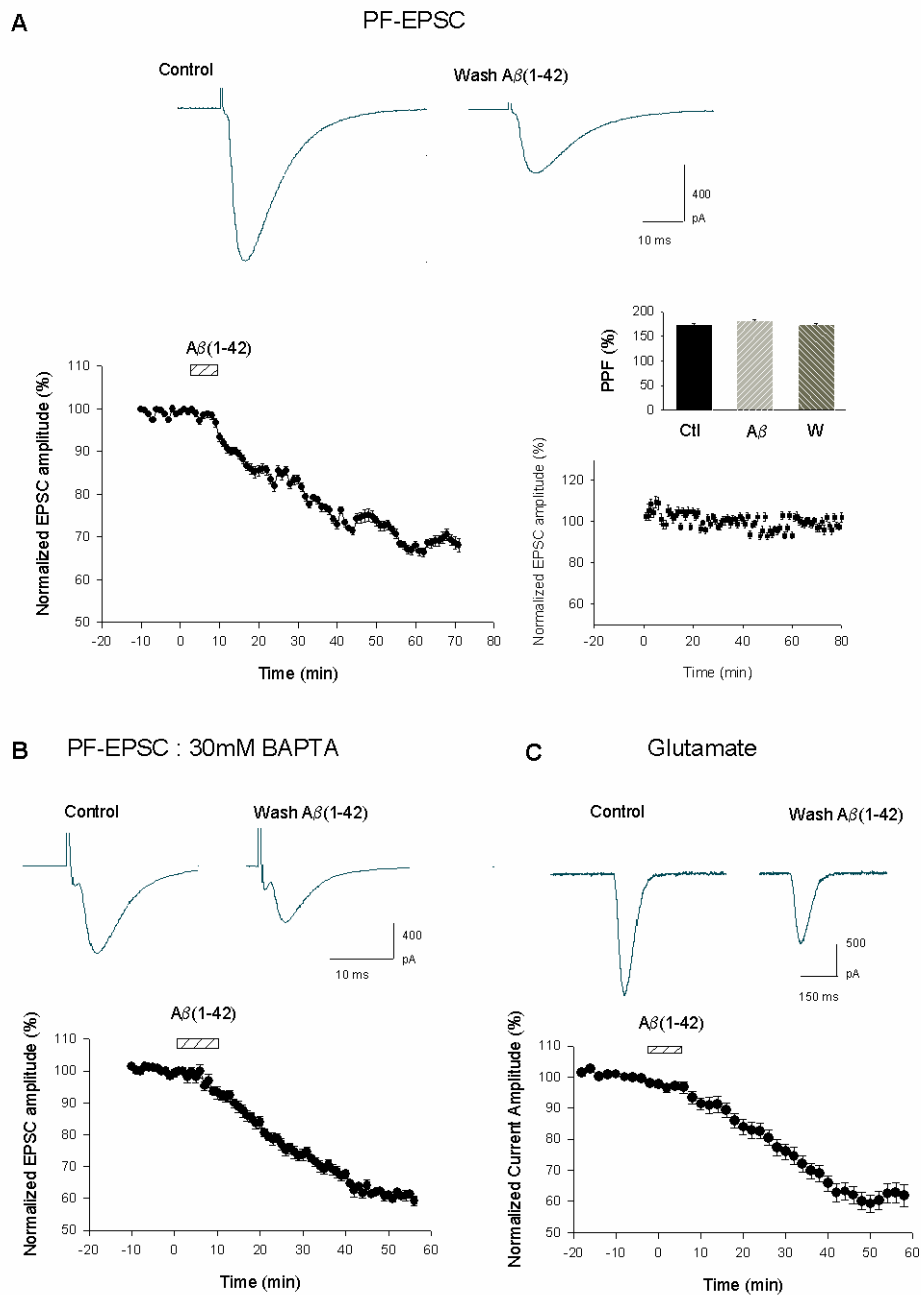 A
PF-EPSC
Control
Wash Aβ(1-42)
400
pA
10 ms
Aβ(1-42)
Normalized EPSC amplitude (%)
110
100
90
80
70
60
50
-20 -10 0 10 20 30 40 50 60 70 80
Time (min)
PPF (%)
200
150
100
50
0
Ctl Aβ W
Normalized EPSC amplitude (%)
120
100
80
60
-20 0 20 40 60 80
Time (min)
B
PF-EPSC : 30mM BAPTA
Control
Wash Aβ(1-42)
400
pA
10 ms
Aβ(1-42)
Normalized EPSC amplitude (%)
110
100
90
80
70
60
50
-20 -10 0 10 20 30 40 50 60
Time (min)
C
Glutamate
Control
Wash Aβ(1-42)
500
pA
150 ms
Aβ(1-42)
Normalized Current Amplitude (%)
110
100
90
80
70
60
50
-20 -10 0 10 20 30 40 50 60
Time (min)